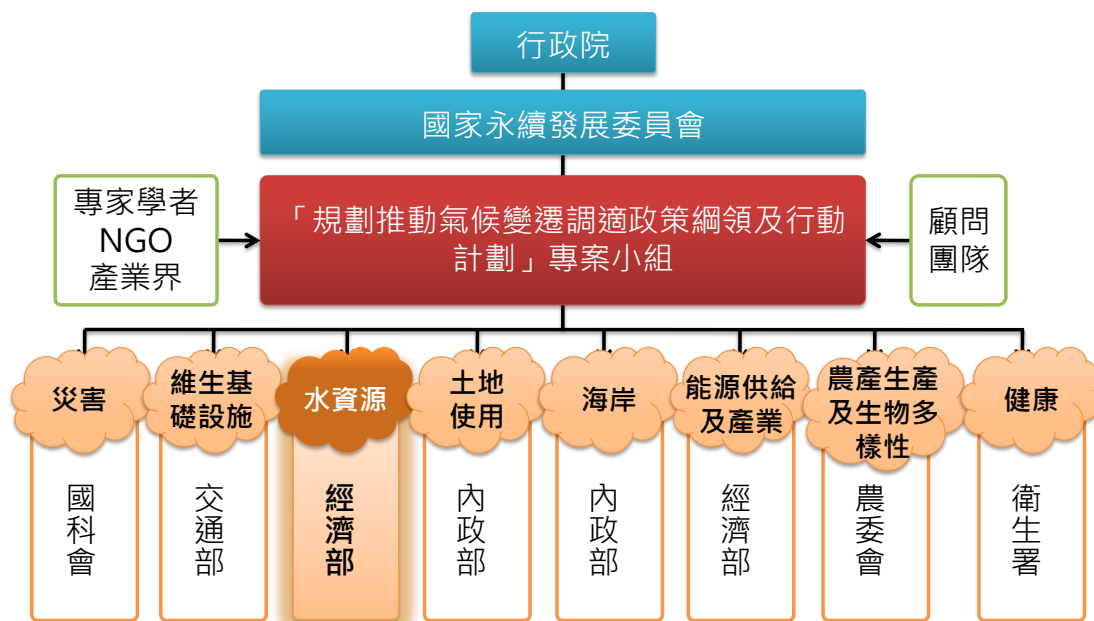 行政院
國家永續發展委員會
專家學者
NGO
產業界
「規劃推動氣候變遷調適政策綱領及行動
計劃」專案小組
顧問
團隊
災害
維生基
礎設施
水資源
土地
使用
海岸
能源供給
及產業
農產生產
及生物多
樣性
健康
國科會
交通部
經濟部
內政部
內政部
經濟部
農委會
衛生署